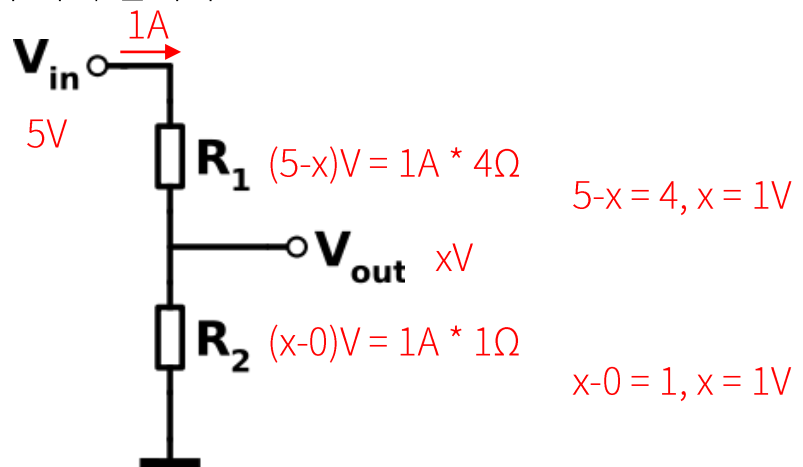 1A
Vin
5V
R1 (5-x)V = 1A * 4Ω
5-x = 4, x = 1V
Vout xV
R2 (x-0)V = 1A * 1Ω
x-0 = 1, x = 1V